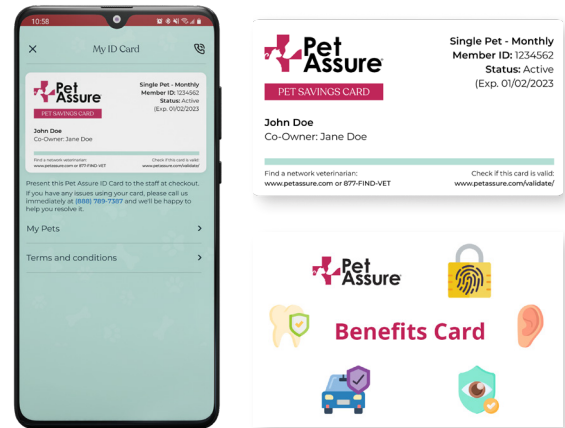 10:58
My ID Card
Pet
Assure
PET SAVINGS CARD
Single Pet - Monthly
Member ID: 1234562
Status: Active
(Exp. 01/02/2023
John Doe
Co-Owner: Jane Doe
Find a network veterinarian:
www.petassure.com or 877-FIND-VET
Check if this card is valid:
www.petassure.com/validate/
Present this Pet Assure ID Card to the staff at checkout.
If you have any issues using your card, please call us
immediately at (888) 789-7387 and we'll be happy to
help you resolve it.
My Pets
Terms and conditions
Pet
Assure
PET SAVINGS CARD
Single Pet - Monthly
Member ID: 1234562
Status: Active
(Exp. 01/02/2023
John Doe
Co-Owner: Jane Doe
Find a network veterinarian:
www.petassure.com or 877-FIND-VET
Check if this card is valid:
www.petassure.com/validate/
Pet
Assure
Benefits Card